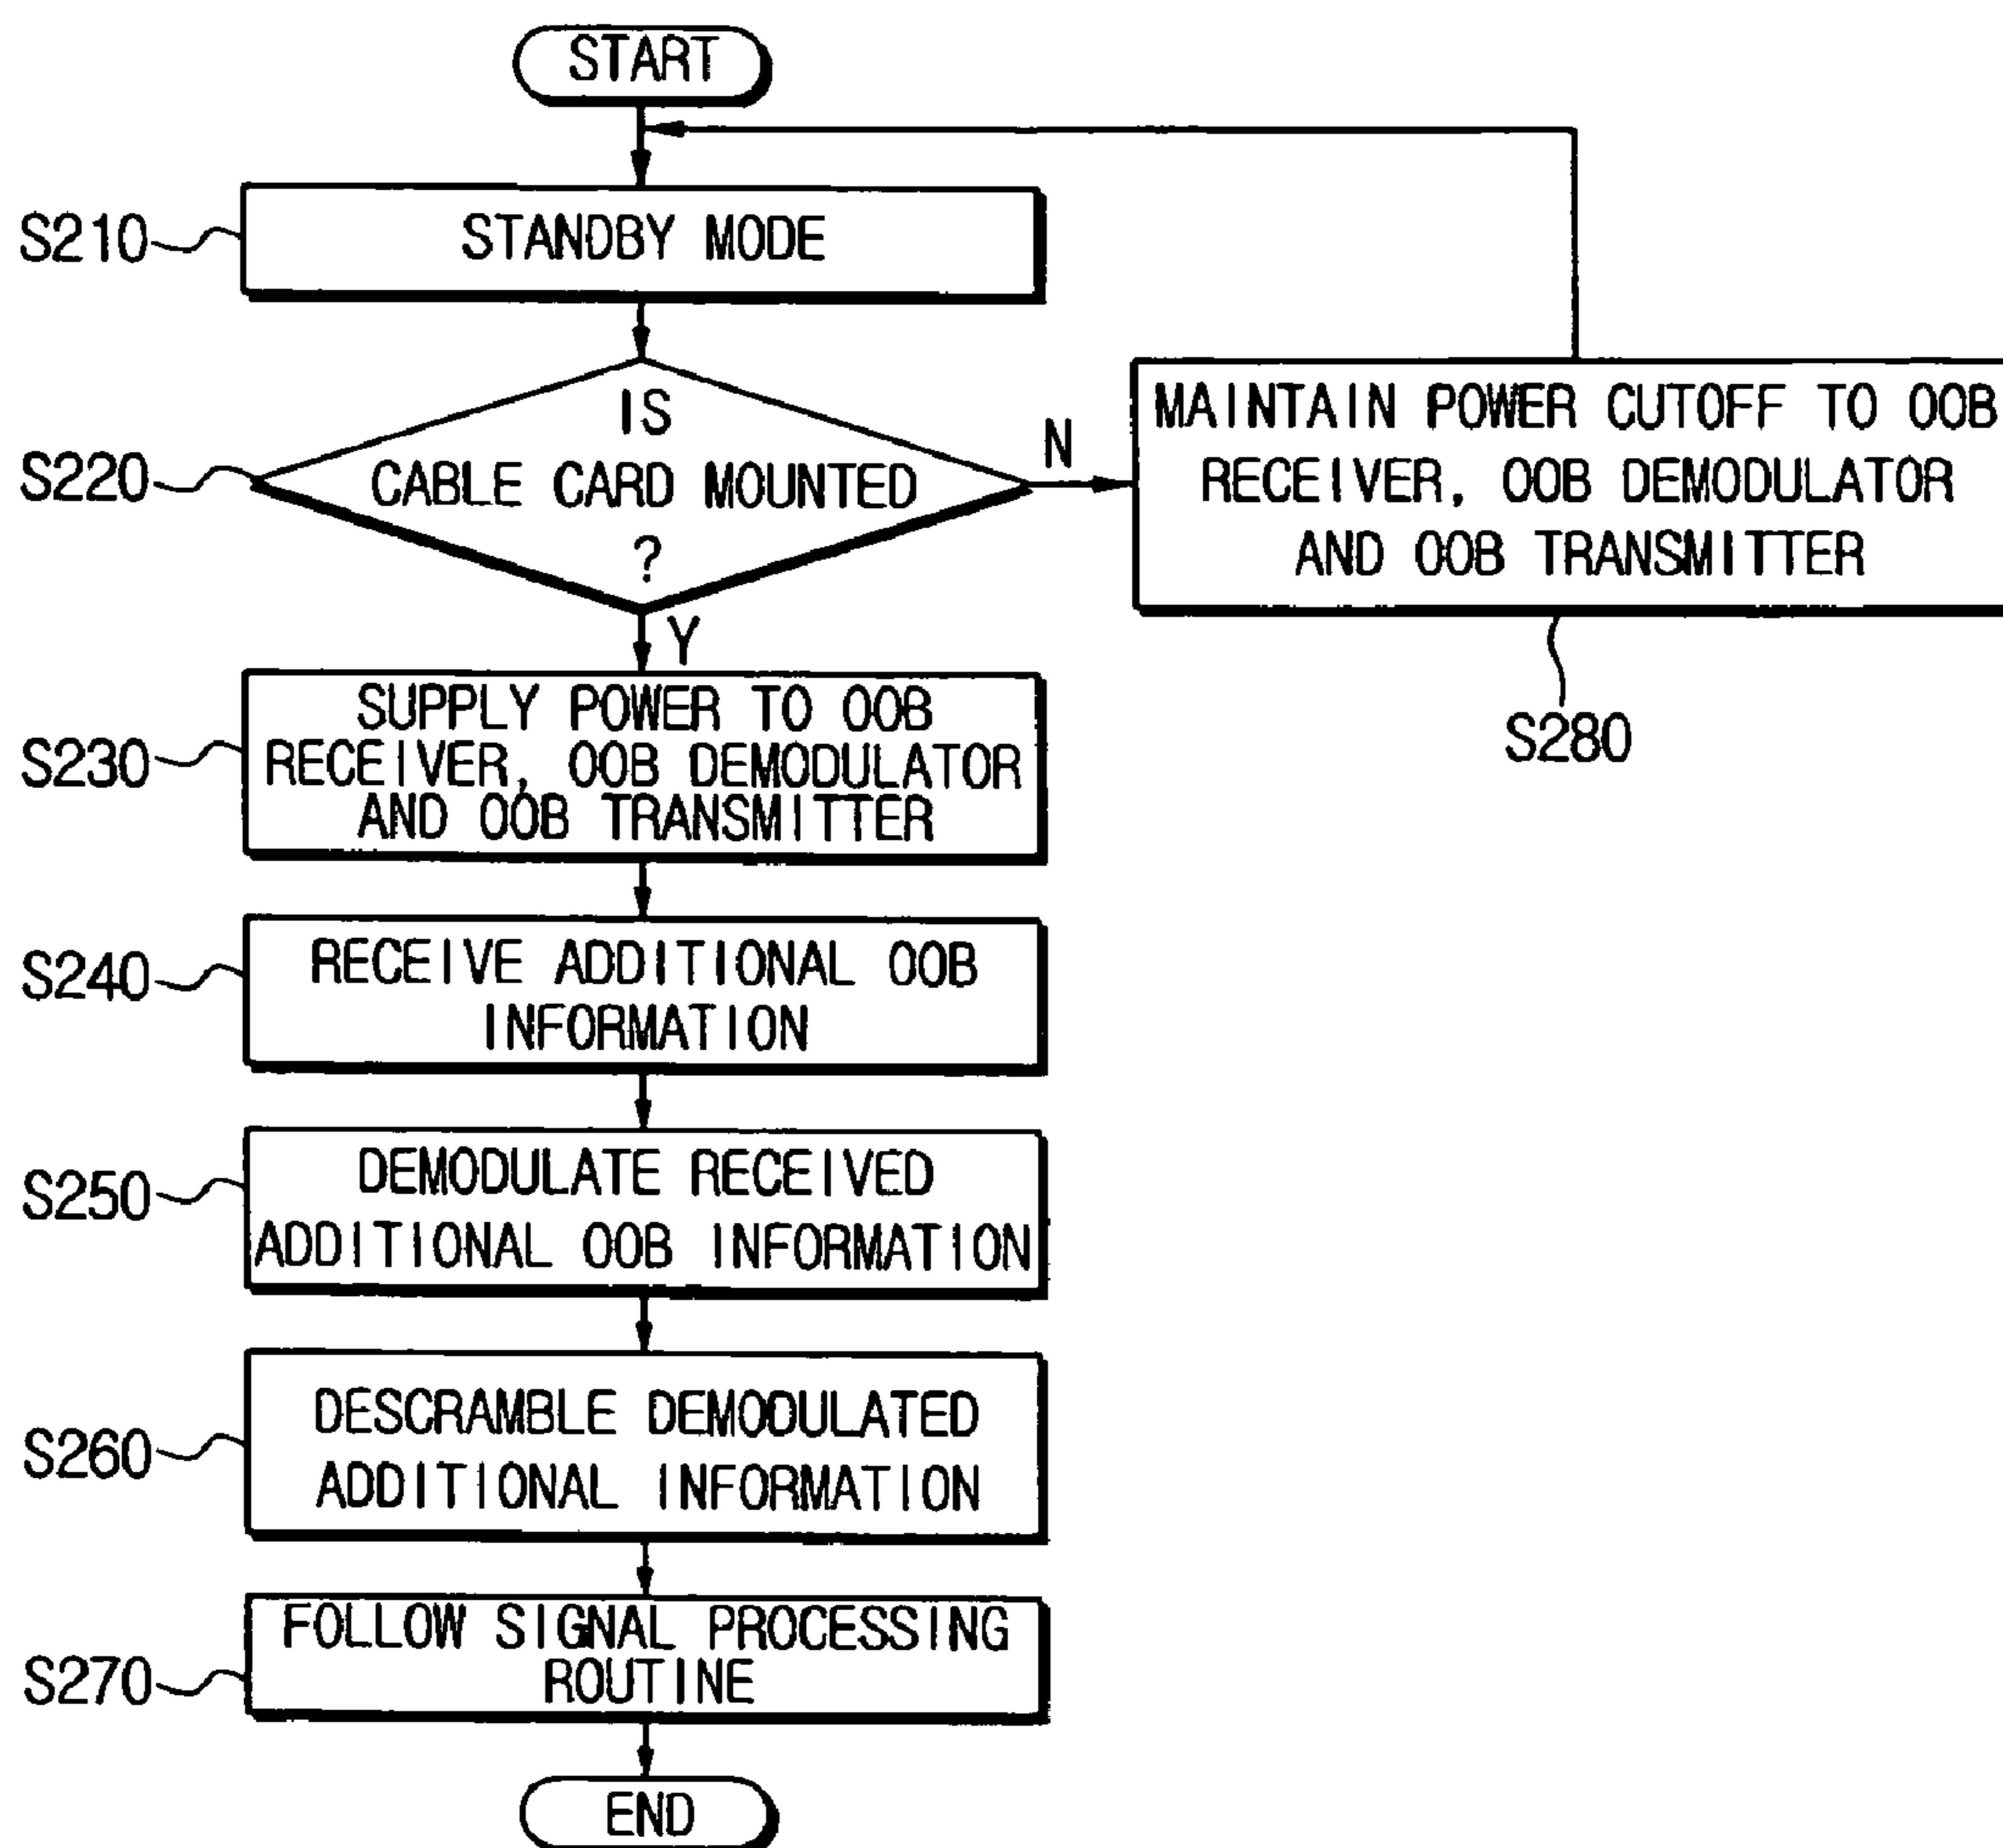 START
S210
STANDBY MODE
S220
IS
CABLE CARD MOUNTED
?
N
MAINTAIN POWER CUTOFF TO OOB
RECEIVER, OOB DEMODULATOR
AND OOB TRANSMITTER
S280
Y
S230
SUPPLY POWER TO OOB
RECEIVER, OOB DEMODULATOR
AND OOB TRANSMITTER
S240
RECEIVE ADDITIONAL OOB
INFORMATION
S250
DEMODULATE RECEIVED
ADDITIONAL OOB INFORMATION
S260
DESCRAMBLE DEMODULATED
ADDITIONAL INFORMATION
S270
FOLLOW SIGNAL PROCESSING
ROUTINE
END